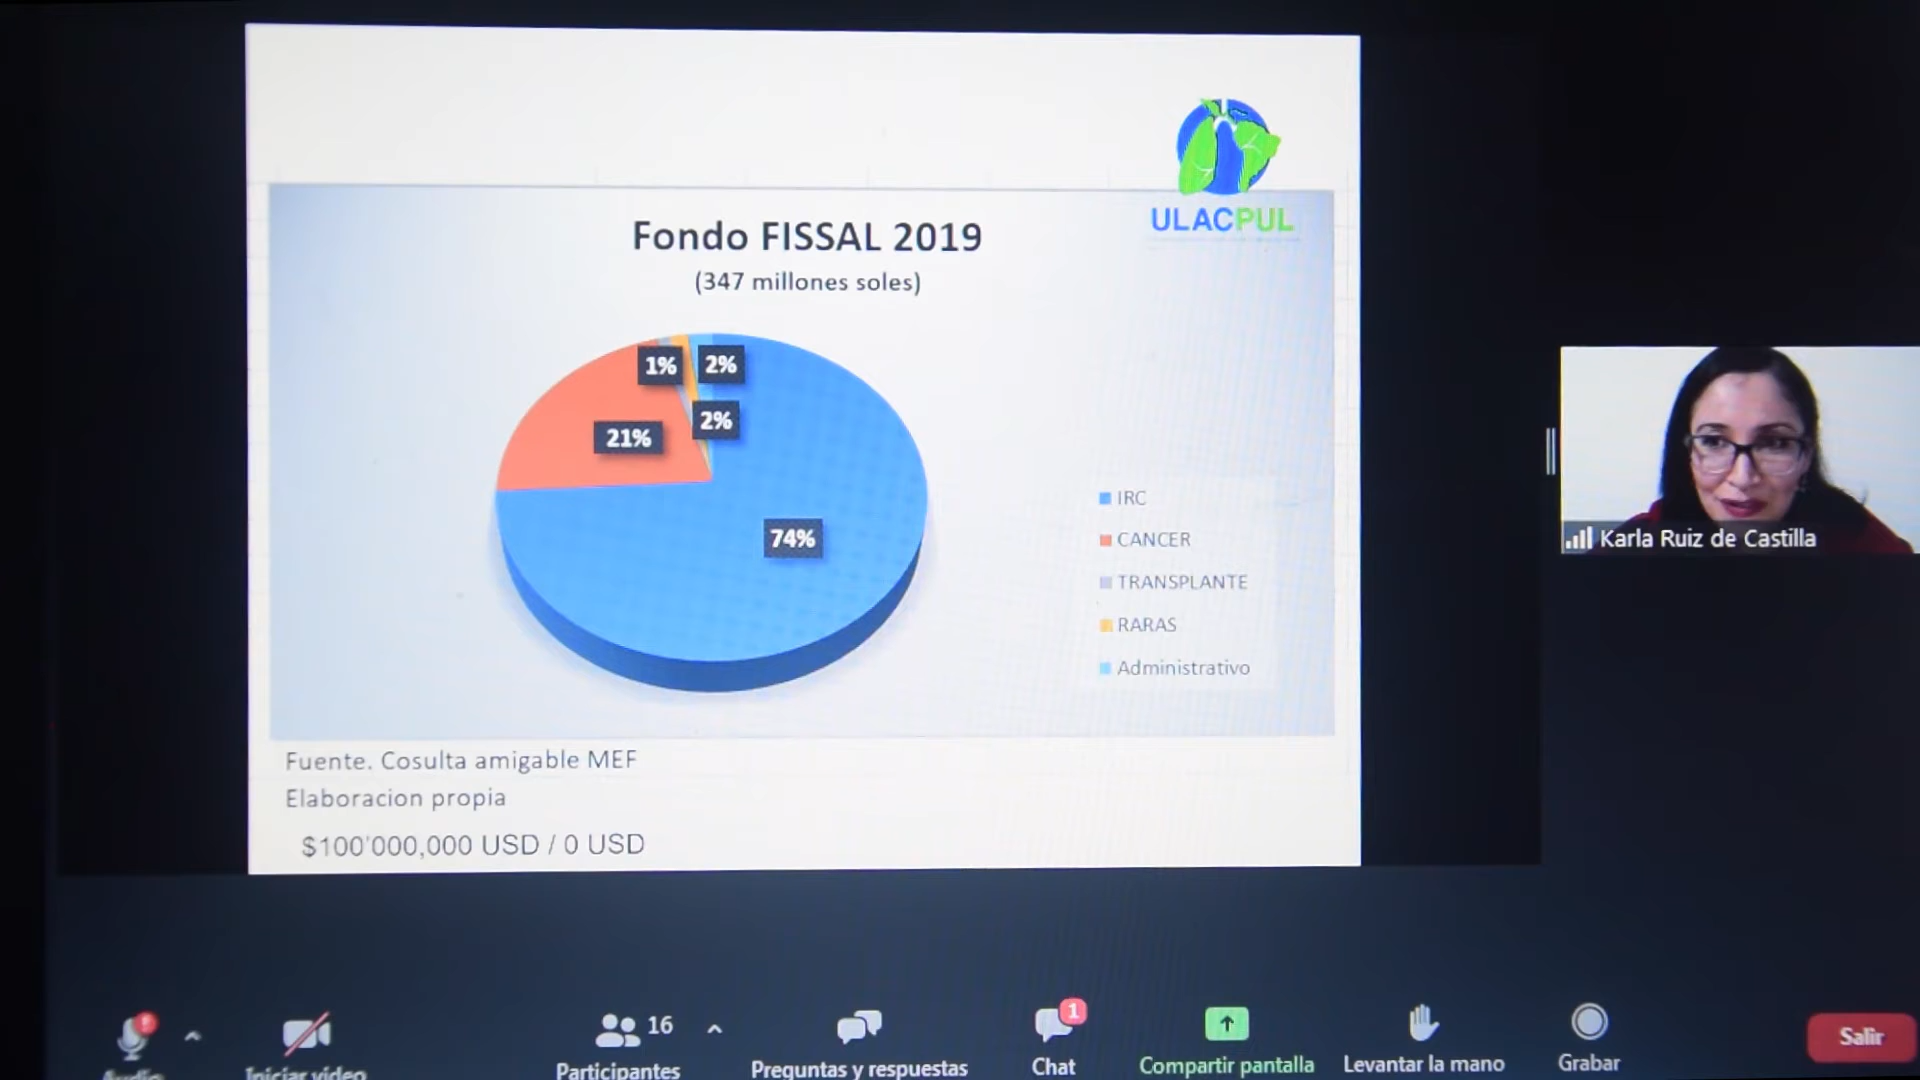 ULACPUL
Fondo FISSAL 2019
(347 millones soles)
1%
2%
2%
21%
74%
IRC
CANCER
TRANSPLANTE
RARAS
Administrativo
Fuente. Cosulta amigable MEF
Elaboracion propia
$100'000,000 USD / 0 USD
Karla Ruiz de Castilla
16
1
Audio
Iniciar video
Participantes
Preguntas y respuestas
Chat
Compartir pantalla
Levantar la mano
Grabar
Salir